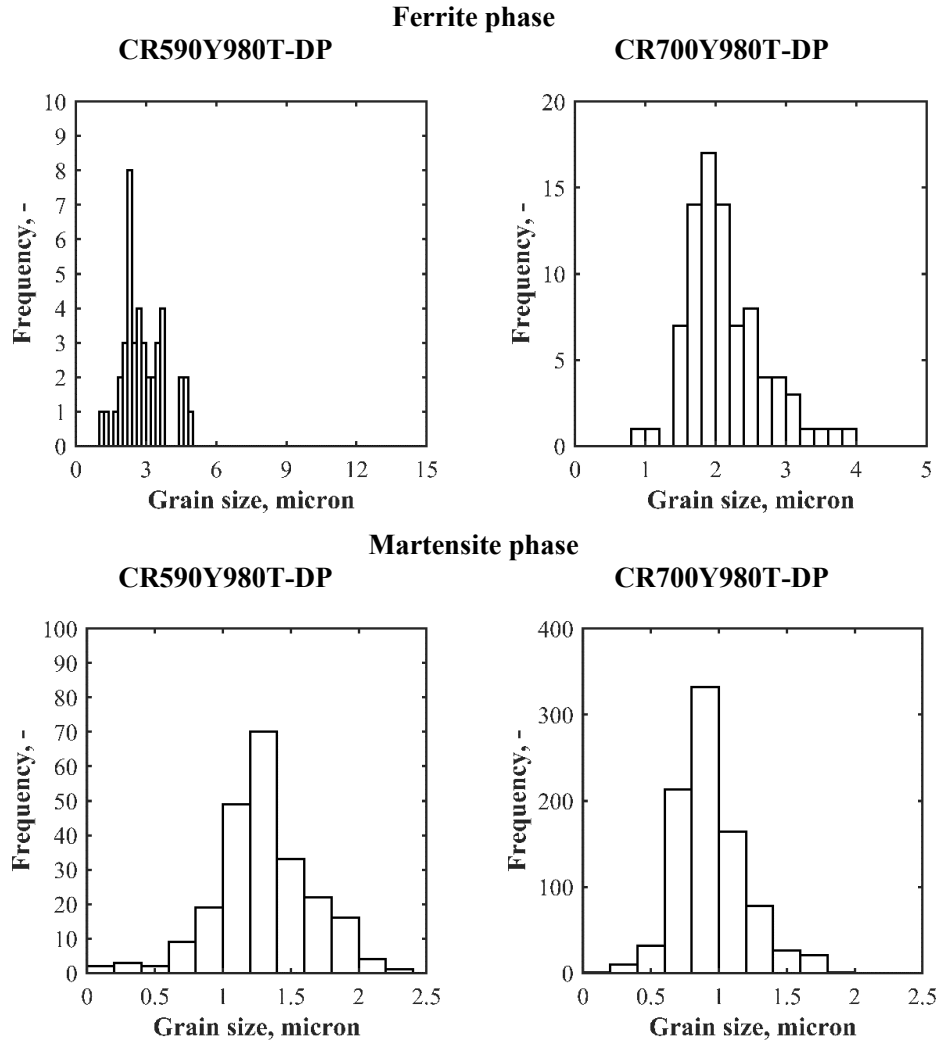 Ferrite phase
CR590Y980T-DP
CR700Y980T-DP
10
9
8
7
6
5
4
3
2
1
0
Frequency, -
0 3 6 9 12 15
Grain size, micron
20
15
10
5
0
Frequency, -
0 1 2 3 4 5
Grain size, micron
Martensite phase
CR590Y980T-DP
CR700Y980T-DP
100
90
80
70
60
50
40
30
20
10
0
Frequency, -
0 0.5 1 1.5 2 2.5
Grain size, micron
400
300
200
100
0
Frequency, -
0 0.5 1 1.5 2 2.5
Grain size, micron